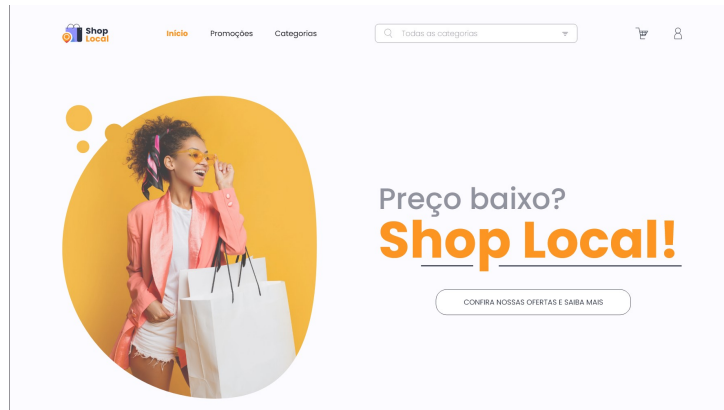 Shop
Local
Início
Promoções
Categorias
Todas as categorias
Preço baixo?
Shop Local!
CONFIRA NOSSAS OFERTAS E SAIBA MAIS